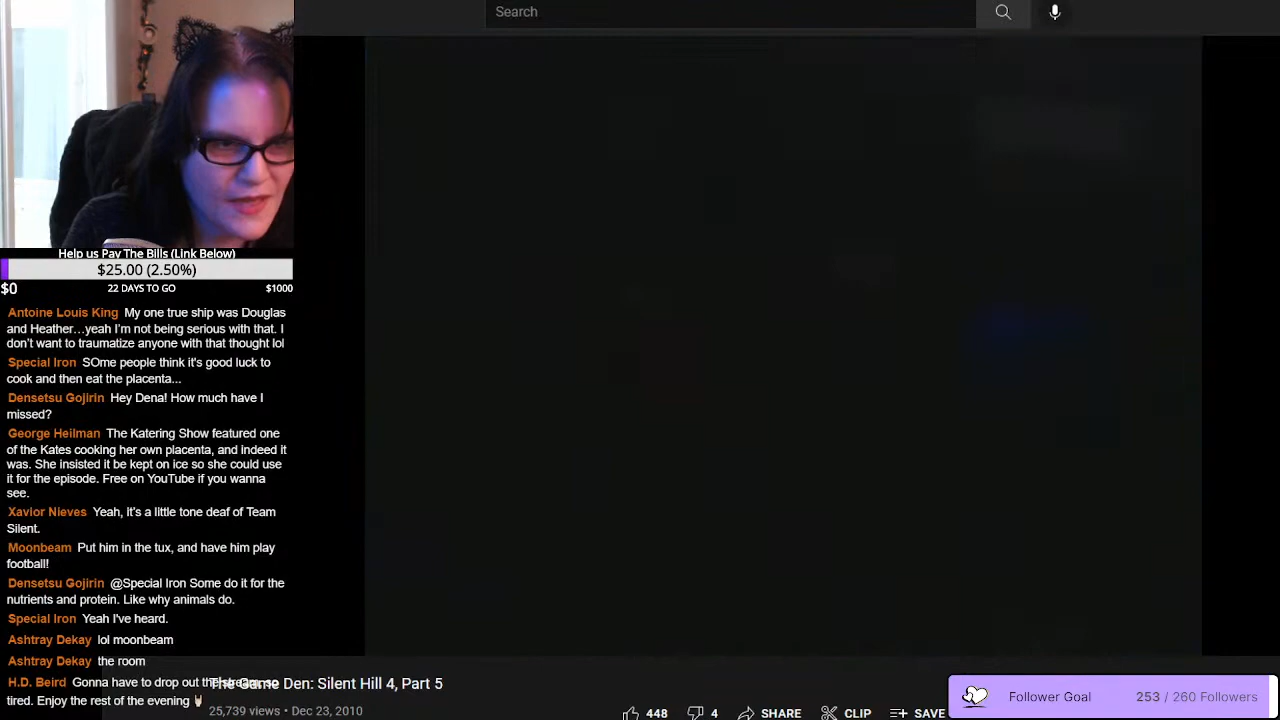 Search
Help us Pay The Bills (Link Below)
$25.00 (2.50%)
$0 22 DAYS TO GO $1000
Antoine Louis King My one true ship was Douglas
and Heather…yeah I'm not being serious with that. I
don't want to traumatize anyone with that thought lol
Special Iron SOme people think it's good luck to
cook and then eat the placenta...
Densetsu Gojirin Hey Dena! How much have I
missed?
George Heilman The Katering Show featured one
of the Kates cooking her own placenta, and indeed it
was. She insisted it be kept on ice so she could use
it for the episode. Free on YouTube if you wanna
see.
Xavior Nieves Yeah, it's a little tone deaf of Team
Silent.
Moonbeam Put him in the tux, and have him play
football!
Densetsu Gojirin @Special Iron Some do it for the
nutrients and protein. Like why animals do.
Special Iron Yeah I've heard.
Ashtray Dekay lol moonbeam
Ashtray Dekay the room
H.D. Beird Gonna have to drop out the stream, so
tired. Enjoy the rest of the evening 🤘
The Game Den: Silent Hill 4, Part 5
25,739 views • Dec 23, 2010
448 4 SHARE CLIP SAVE
Follower Goal 253 / 260 Followers